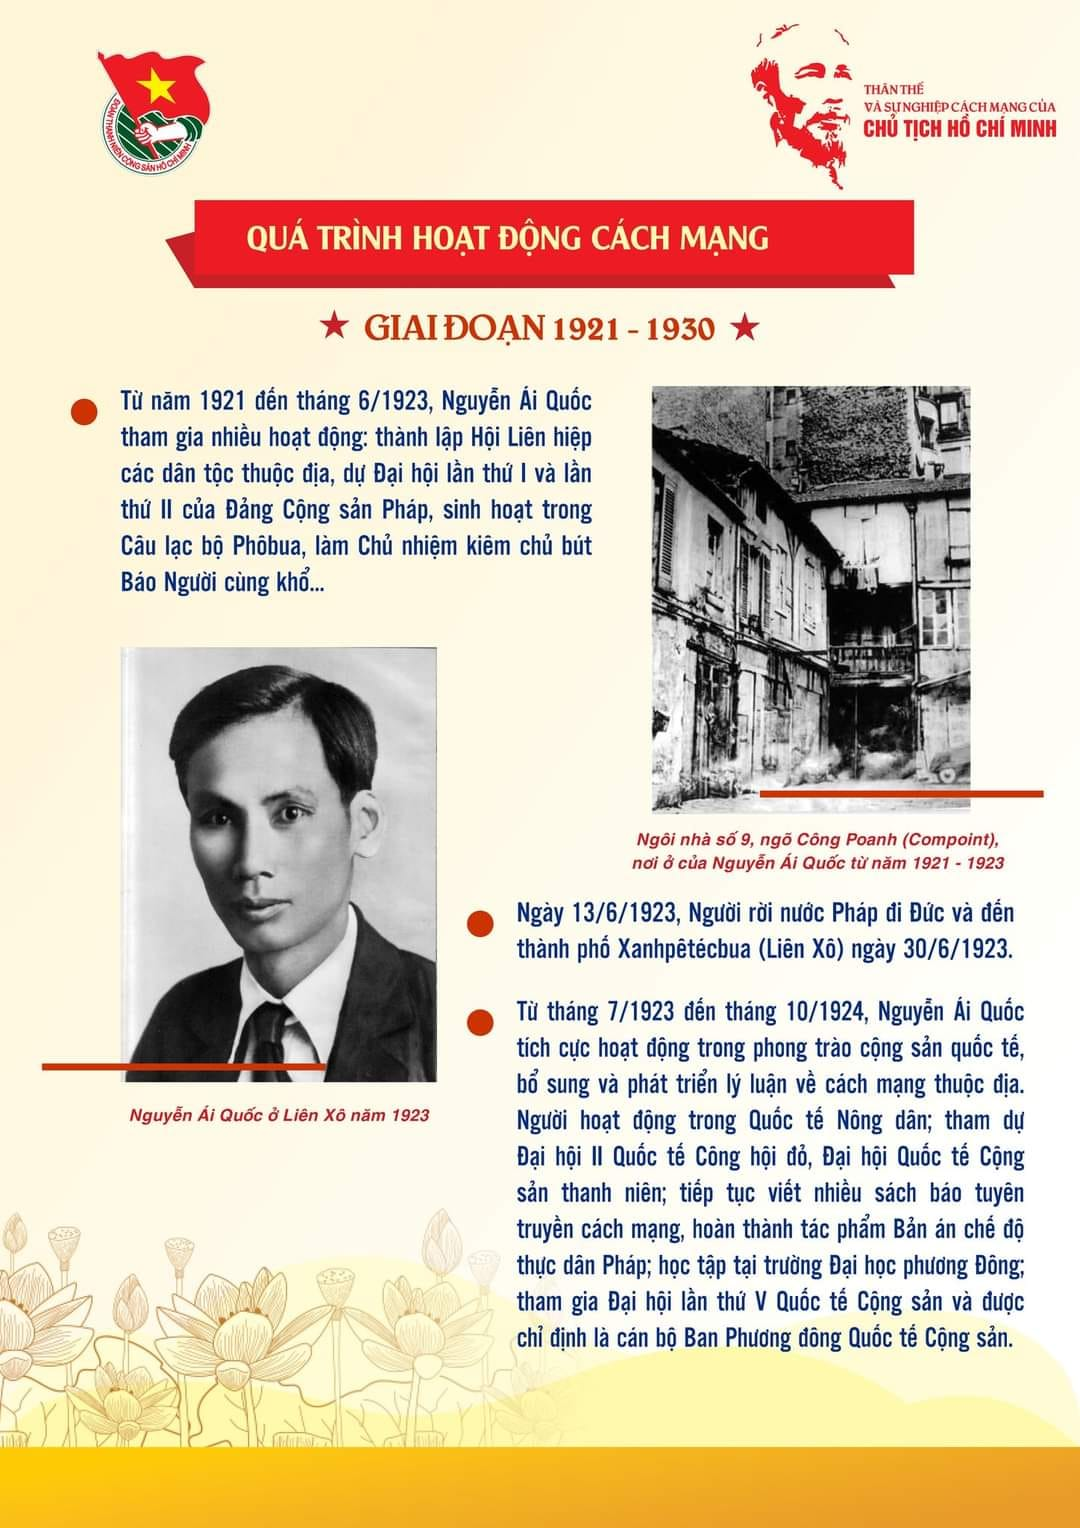 ĐOÀN THANH NIÊN CỘNG SẢN HỒ CHÍ MINH
THÂN THẾ
VÀ SỰ NGHIỆP CÁCH MẠNG CỦA
CHỦ TỊCH HỒ CHÍ MINH
QUÁ TRÌNH HOẠT ĐỘNG CÁCH MẠNG
GIAI ĐOẠN 1921 - 1930
Từ năm 1921 đến tháng 6/1923, Nguyễn Ái Quốc
tham gia nhiều hoạt động: thành lập Hội Liên hiệp
các dân tộc thuộc địa, dự Đại hội lần thứ I và lần
thứ II của Đảng Cộng sản Pháp, sinh hoạt trong
Câu lạc bộ Phôbua, làm Chủ nhiệm kiêm chủ bút
Báo Người cùng khổ...
Ngôi nhà số 9, ngõ Công Poanh (Compoint),
nơi ở của Nguyễn Ái Quốc từ năm 1921 - 1923
Nguyễn Ái Quốc ở Liên Xô năm 1923
Ngày 13/6/1923, Người rời nước Pháp đi Đức và đến
thành phố Xanhpêtécbua (Liên Xô) ngày 30/6/1923.
Từ tháng 7/1923 đến tháng 10/1924, Nguyễn Ái Quốc
tích cực hoạt động trong phong trào cộng sản quốc tế,
bổ sung và phát triển lý luận về cách mạng thuộc địa.
Người hoạt động trong Quốc tế Nông dân; tham dự
Đại hội II Quốc tế Công hội đỏ, Đại hội Quốc tế Cộng
sản thanh niên; tiếp tục viết nhiều sách báo tuyên
truyền cách mạng, hoàn thành tác phẩm Bản án chế độ
thực dân Pháp; học tập tại trường Đại học phương Đông;
tham gia Đại hội lần thứ V Quốc tế Cộng sản và được
chỉ định là cán bộ Ban Phương đông Quốc tế Cộng sản.